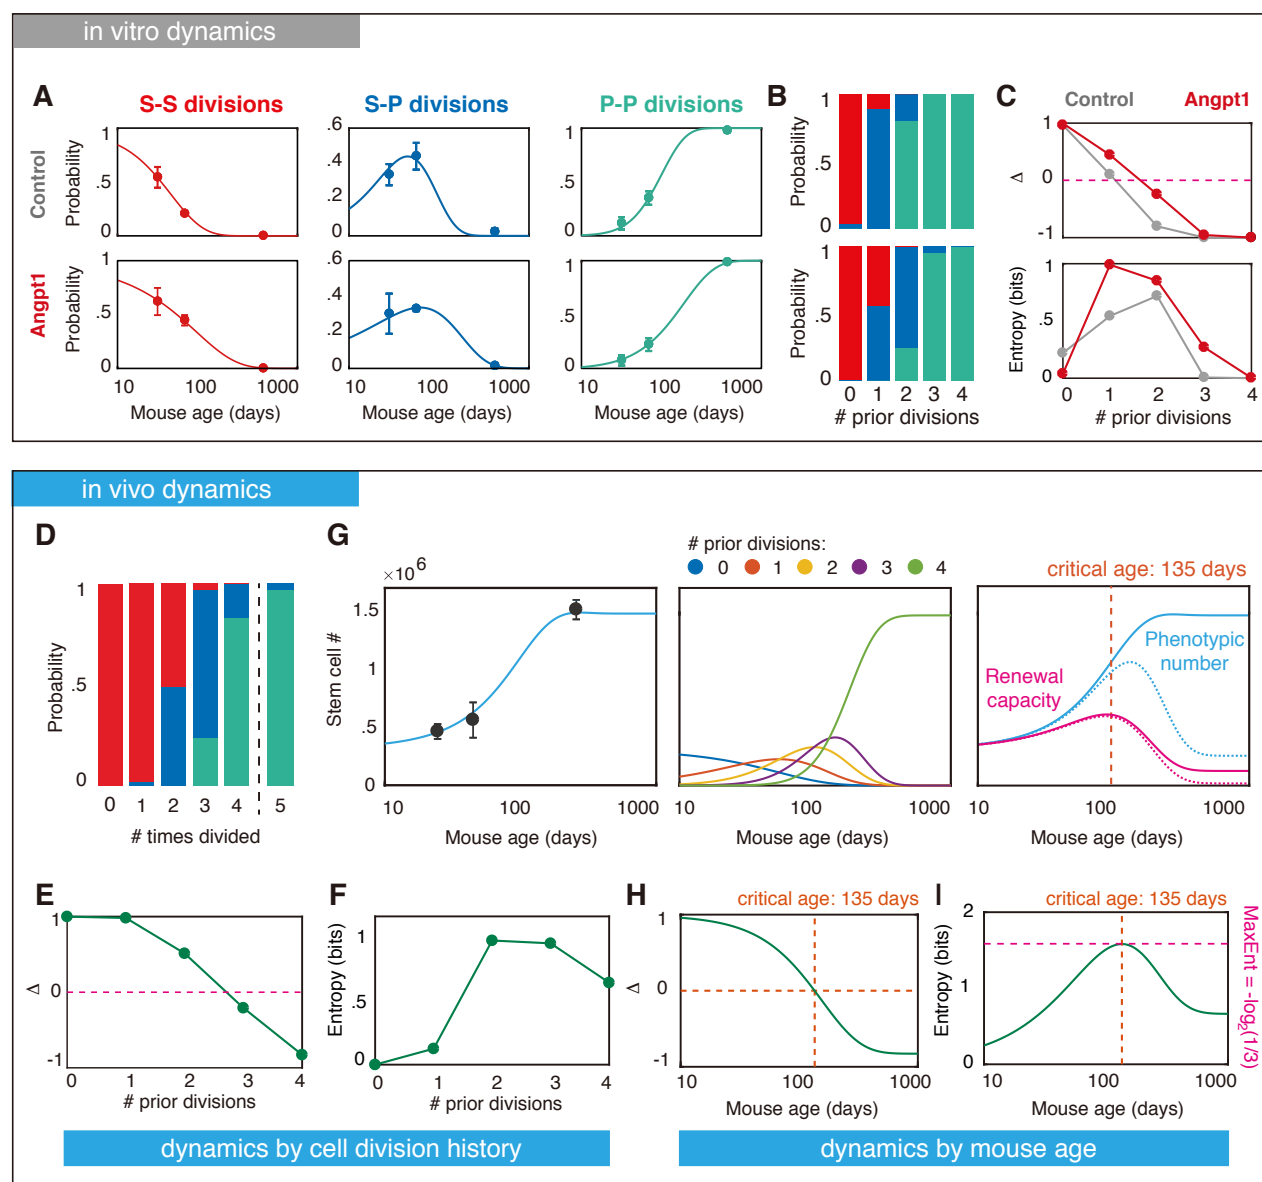 in vitro dynamics
A
S-S divisions
S-P divisions
P-P divisions
B
C
Control
Angpt1
Control
Probability
1
.5
0
.6
.4
.2
0
1
.5
0
Probability
1
.5
0
Δ
1
0
-1
Angpt1
Probability
1
.5
0
.6
.4
.2
0
1
.5
0
Probability
1
.5
0
Entropy (bits)
1
.5
0
10 100 1000
10 100 1000
10 100 1000
0 1 2 3 4
0 1 2 3 4
Mouse age (days)
Mouse age (days)
Mouse age (days)
# prior divisions
# prior divisions
in vivo dynamics
D
Probability
1
.5
0
0 1 2 3 4 5
# times divided
G
×10⁶
Stem cell #
1.5
1
.5
0
10 100 1000
Mouse age (days)
# prior divisions:
0 1 2 3 4
10 100 1000
Mouse age (days)
critical age: 135 days
Phenotypic
number
Renewal
capacity
10 100 1000
Mouse age (days)
E
Δ
1
0
-1
0 1 2 3 4
# prior divisions
F
Entropy (bits)
1
.5
0
0 1 2 3 4
# prior divisions
H
critical age: 135 days
Δ
1
0
-1
10 100 1000
Mouse age (days)
I
critical age: 135 days
Entropy (bits)
2
1
0
MaxEnt = -log₂(1/3)
10 100 1000
Mouse age (days)
dynamics by cell division history
dynamics by mouse age